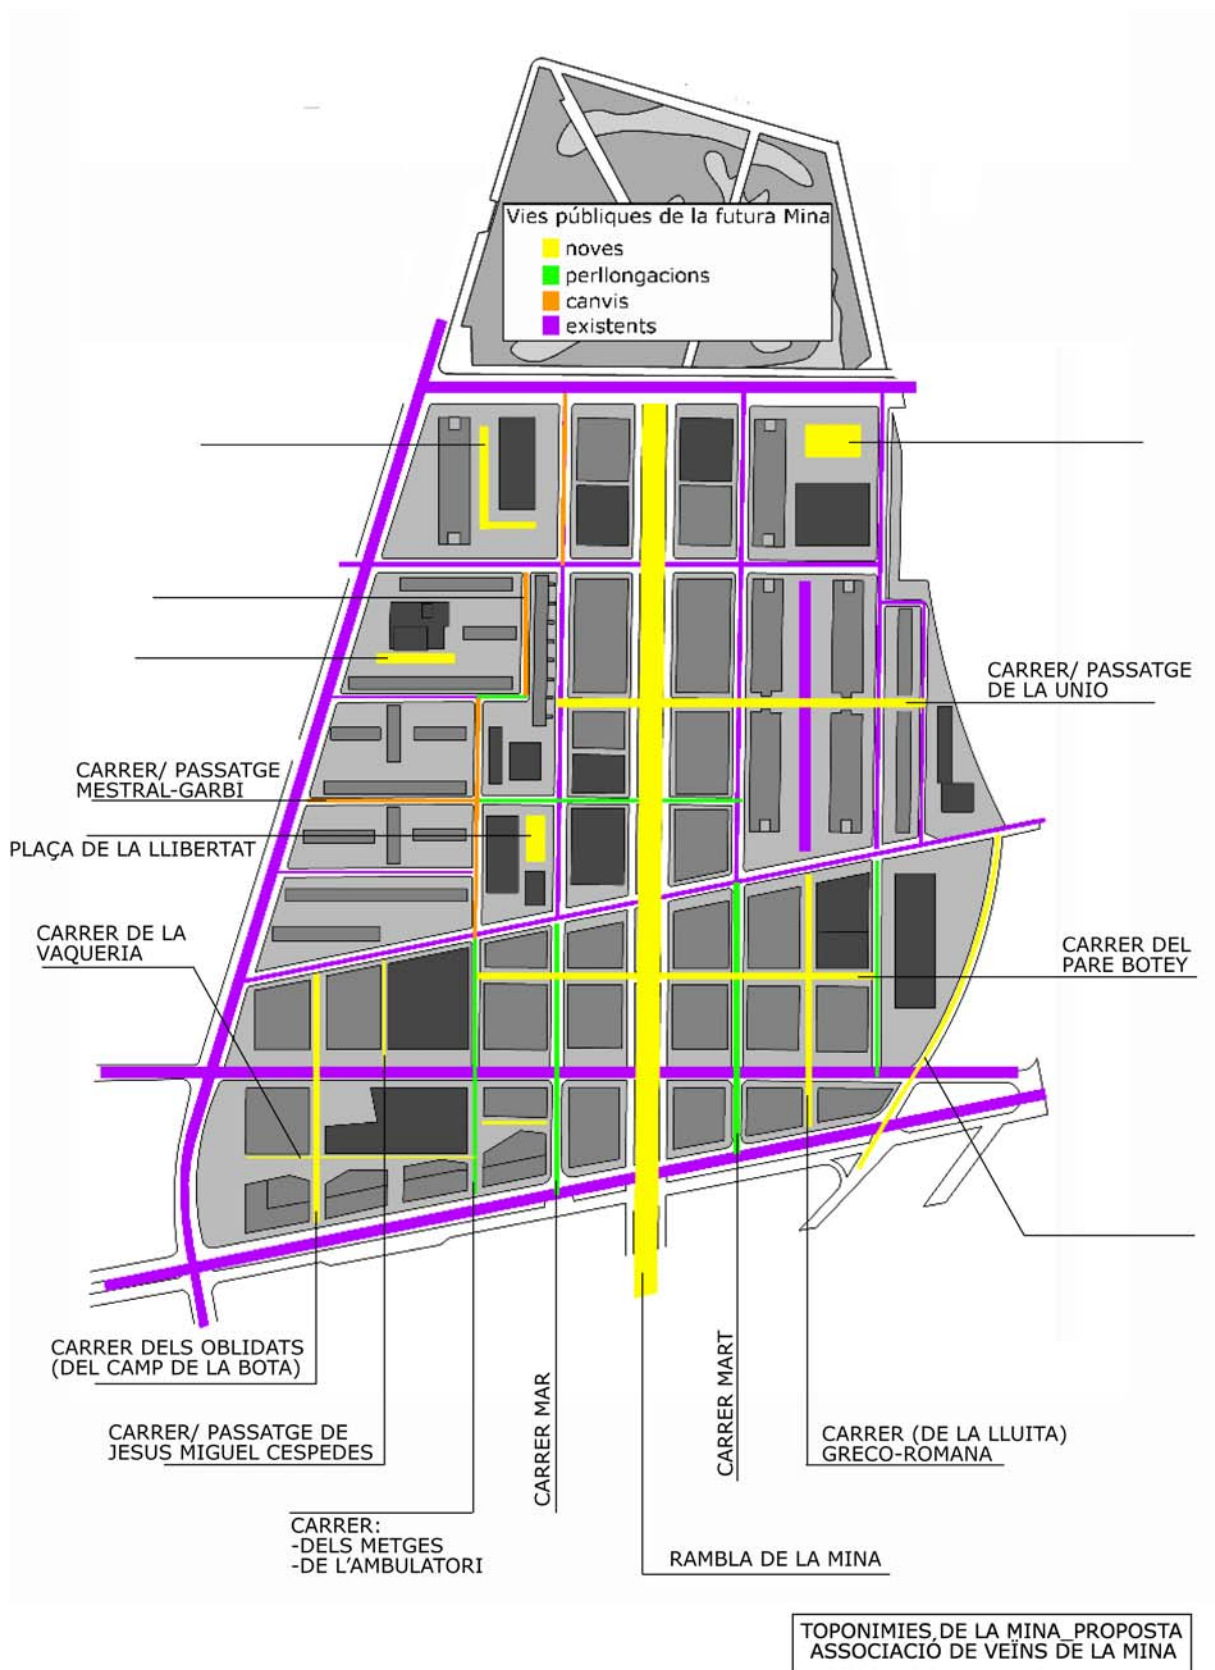 Vies públiques de la futura Mina
noves
perllongacions
canvis
existents
CARRER/ PASSATGE
DE LA UNIO
CARRER/ PASSATGE
MESTRAL-GARBI
PLAÇA DE LA LLIBERTAT
CARRER DE LA
VAQUERIA
CARRER DEL
PARE BOTEY
CARRER DELS OBLIDATS
(DEL CAMP DE LA BOTA)
CARRER/ PASSATGE DE
JESUS MIGUEL CESPEDES
CARRER MAR
CARRER MART
CARRER (DE LA LLUITA)
GRECO-ROMANA
CARRER:
-DELS METGES
-DE L'AMBULATORI
RAMBLA DE LA MINA
TOPONIMIES DE LA MINA_PROPOSTA
ASSOCIACIÓ DE VEÏNS DE LA MINA